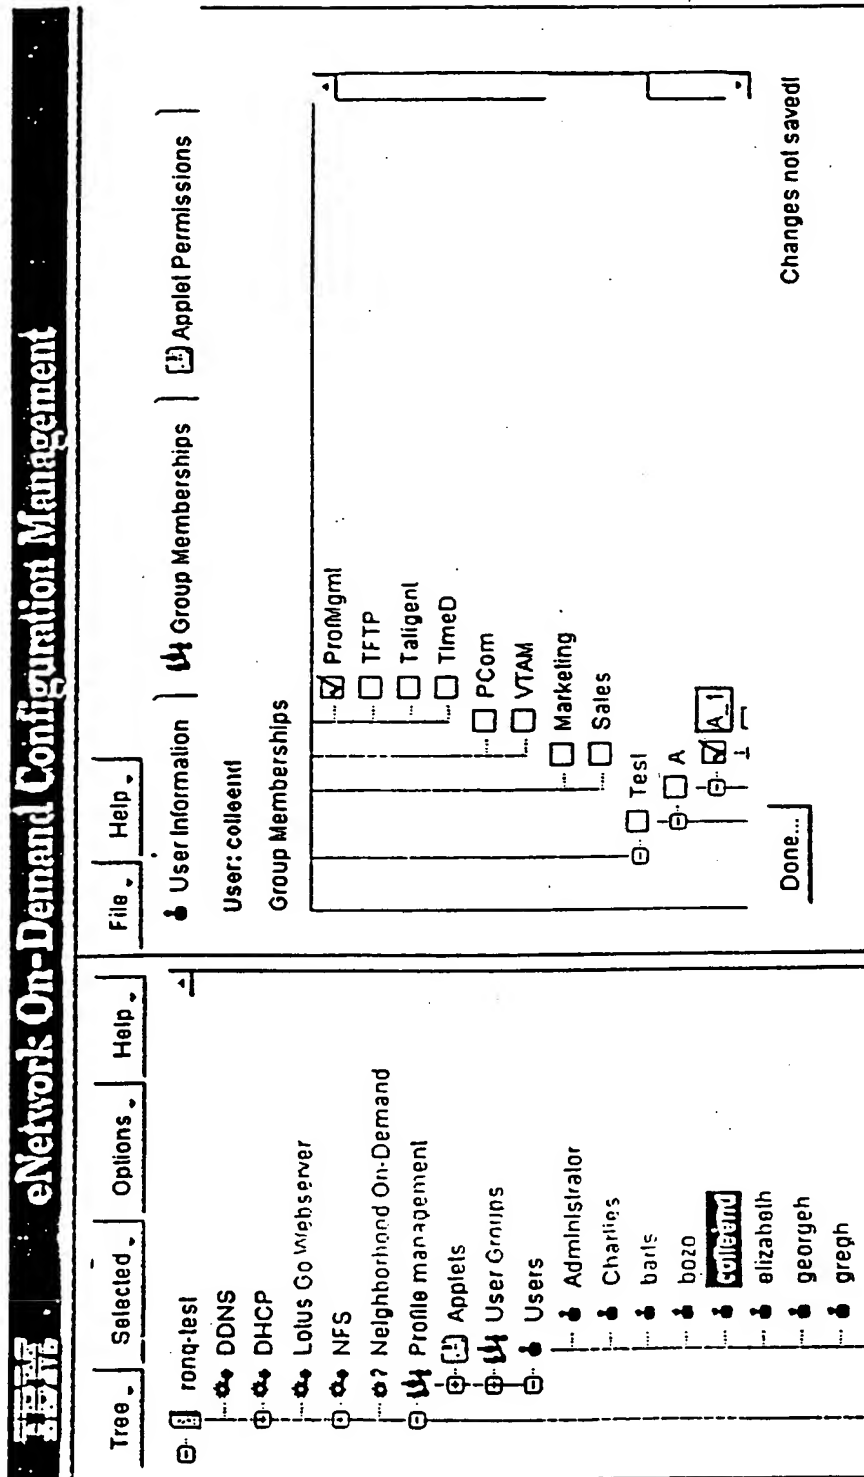 IBM eNetwork On-Demand Configuration Management
Tree Selected Options Help
ronq-test
DDNS
DHCP
Lotus Go Webserver
NFS
? Neighborhood On-Demand
Profile management
Applets
User Groups
Users
Administrator
Charlies
barls
bozo
colleend
elizabeth
georgeh
gregh
File Help
User Information Group Memberships Applet Permissions
User: colleend
Group Memberships
ProfMgmt
TFTP
Taligent
TimeD
PCom
VTAM
Marketing
Sales
Test
A
A_1
Done... Changes not saved!